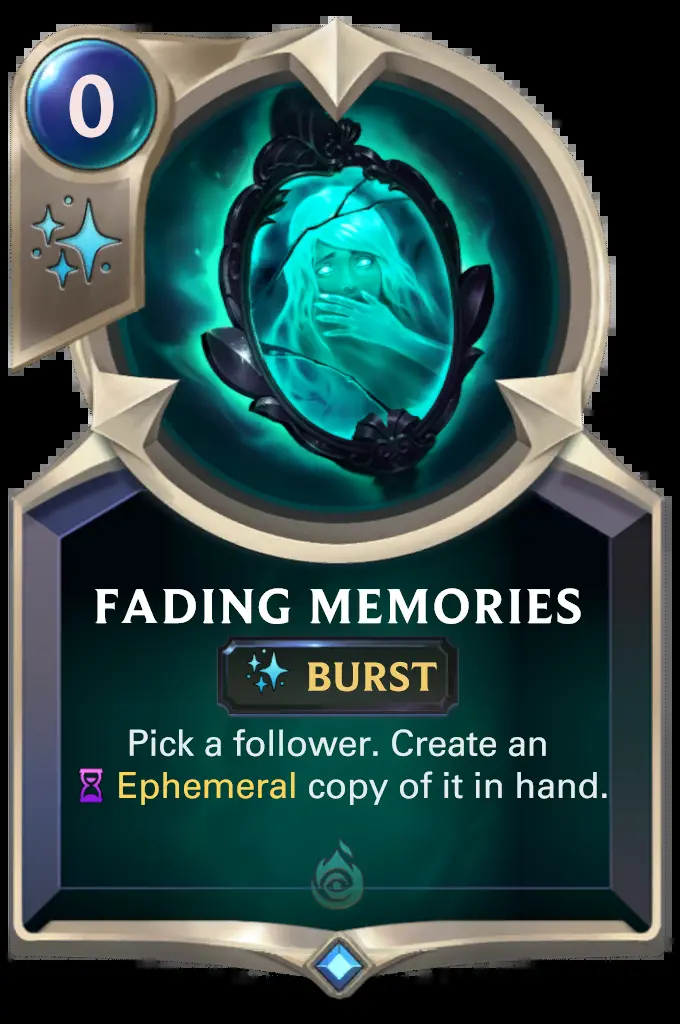 0
FADING MEMORIES
BURST
Pick a follower. Create an
Ephemeral copy of it in hand.